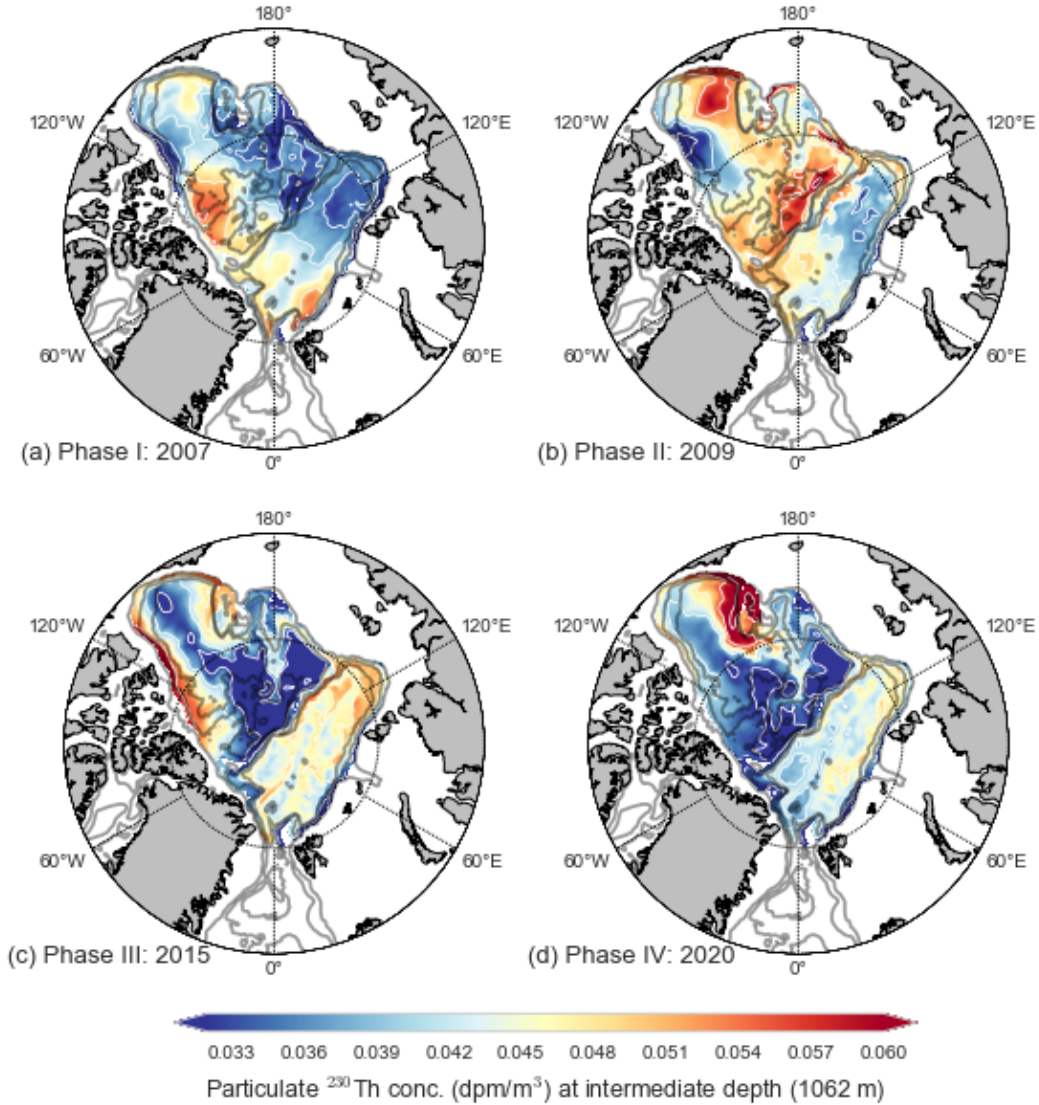 180° 180°
120°W 120°E 120°W 120°E
60°W 60°E 60°W 60°E
(a) Phase I: 2007 (b) Phase II: 2009
0° 0°
180° 180°
120°W 120°E 120°W 120°E
60°W 60°E 60°W 60°E
(c) Phase III: 2015 (d) Phase IV: 2020
0° 0°
0.033 0.036 0.039 0.042 0.045 0.048 0.051 0.054 0.057 0.060
Particulate ²³⁰Th conc. (dpm/m³) at intermediate depth (1062 m)